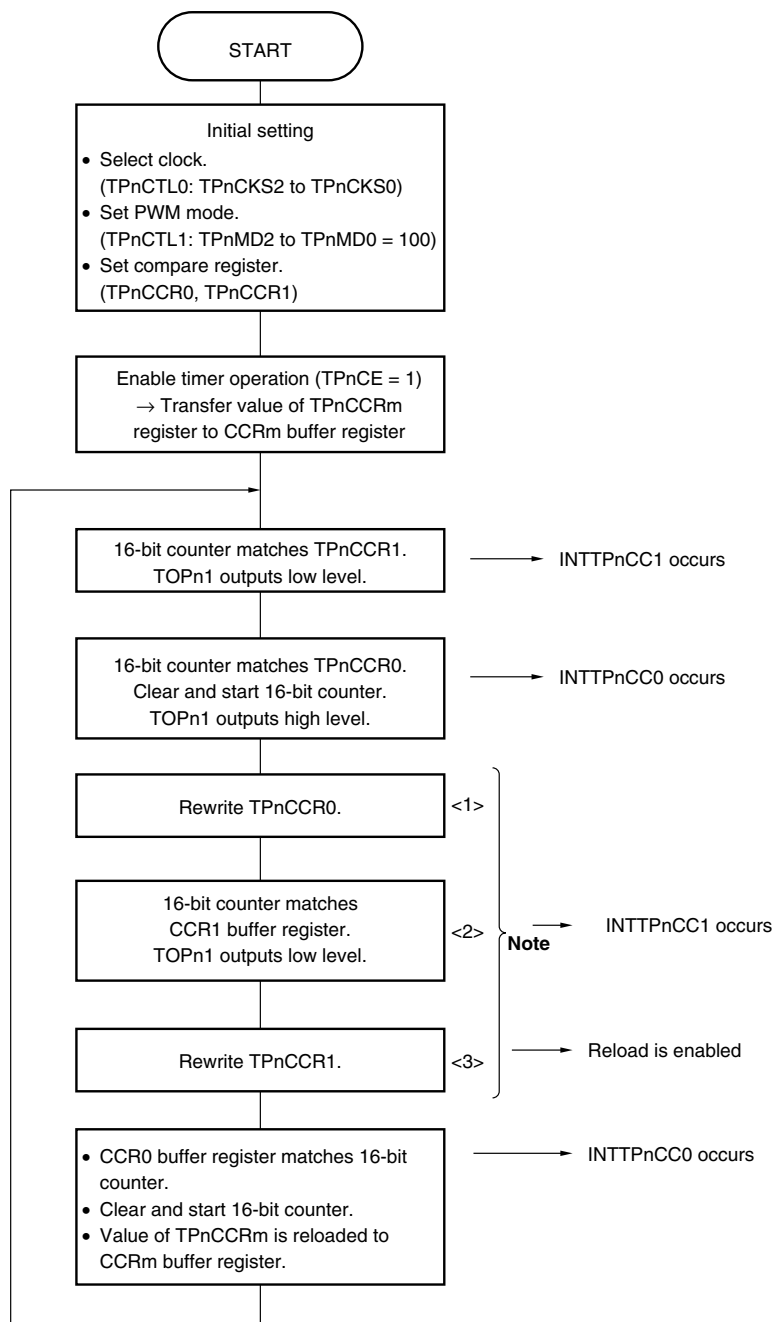 START
Initial setting
• Select clock.
(TPnCTL0: TPnCKS2 to TPnCKS0)
• Set PWM mode.
(TPnCTL1: TPnMD2 to TPnMD0 = 100)
• Set compare register.
(TPnCCR0, TPnCCR1)
Enable timer operation (TPnCE = 1)
→ Transfer value of TPnCCRm
register to CCRm buffer register
16-bit counter matches TPnCCR1.
TOPn1 outputs low level.
INTTPnCC1 occurs
16-bit counter matches TPnCCR0.
Clear and start 16-bit counter.
TOPn1 outputs high level.
INTTPnCC0 occurs
Rewrite TPnCCR0.
<1>
16-bit counter matches
CCR1 buffer register.
TOPn1 outputs low level.
<2>
Note
INTTPnCC1 occurs
Rewrite TPnCCR1.
<3>
Reload is enabled
• CCR0 buffer register matches 16-bit
counter.
• Clear and start 16-bit counter.
• Value of TPnCCRm is reloaded to
CCRm buffer register.
INTTPnCC0 occurs